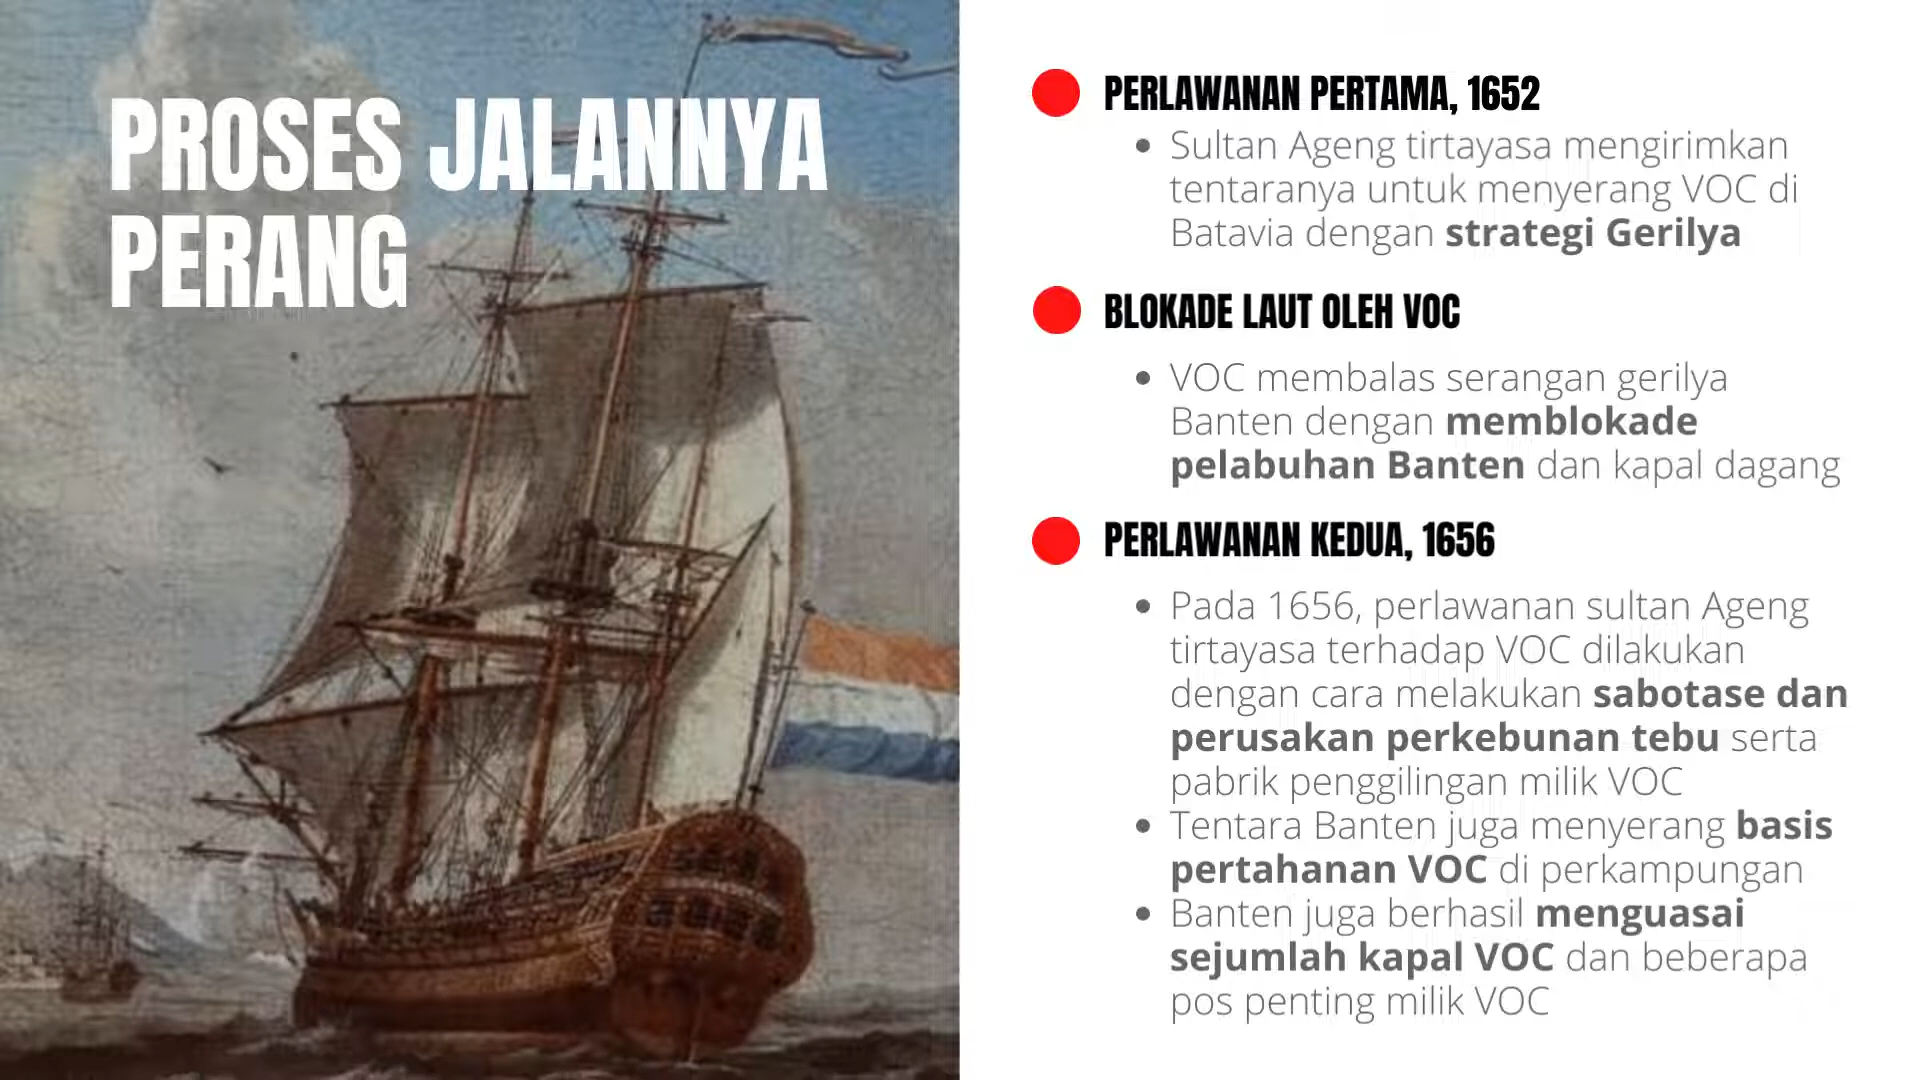 PROSES JALANNYA
PERANG
PERLAWANAN PERTAMA, 1652
Sultan Ageng tirtayasa mengirimkan
tentaranya untuk menyerang VOC di
Batavia dengan strategi Gerilya
BLOKADE LAUT OLEH VOC
VOC membalas serangan gerilya
Banten dengan memblokade
pelabuhan Banten dan kapal dagang
PERLAWANAN KEDUA, 1656
Pada 1656, perlawanan sultan Ageng
tirtayasa terhadap VOC dilakukan
dengan cara melakukan sabotase dan
perusakan perkebunan tebu serta
pabrik penggilingan milik VOC
Tentara Banten juga menyerang basis
pertahanan VOC di perkampungan
Banten juga berhasil menguasai
sejumlah kapal VOC dan beberapa
pos penting milik VOC